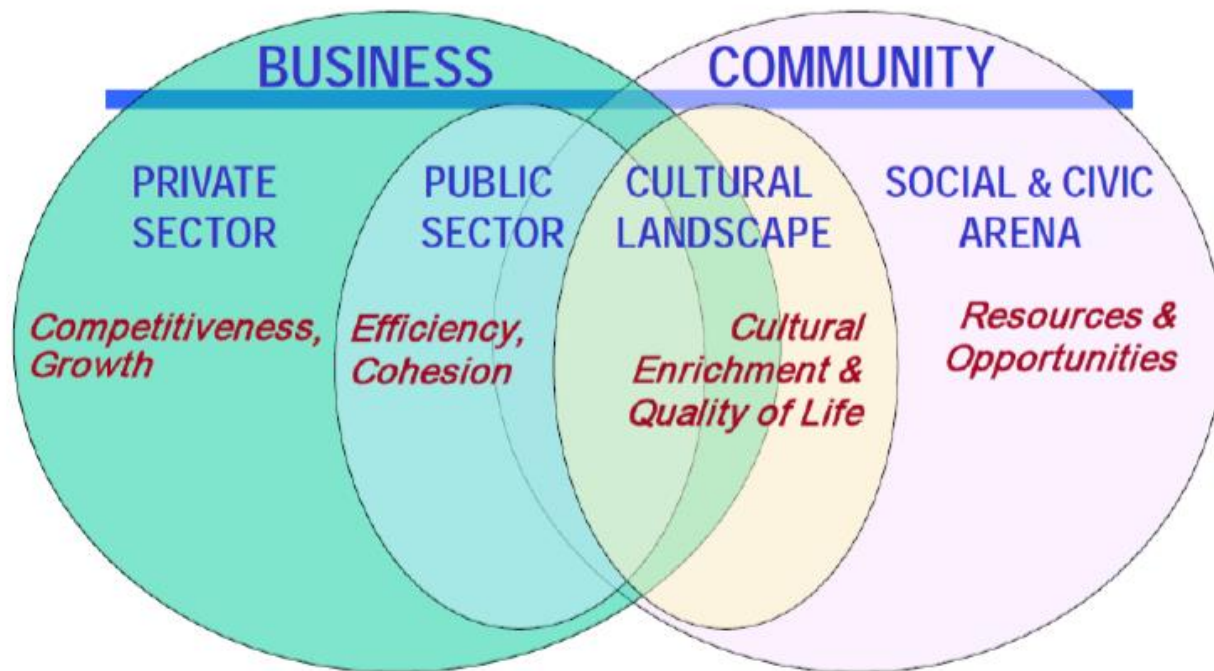 BUSINESS
COMMUNITY
PRIVATE
SECTOR
PUBLIC
SECTOR
CULTURAL
LANDSCAPE
SOCIAL & CIVIC
ARENA
Competitiveness,
Growth
Efficiency,
Cohesion
Cultural
Enrichment &
Quality of Life
Resources &
Opportunities